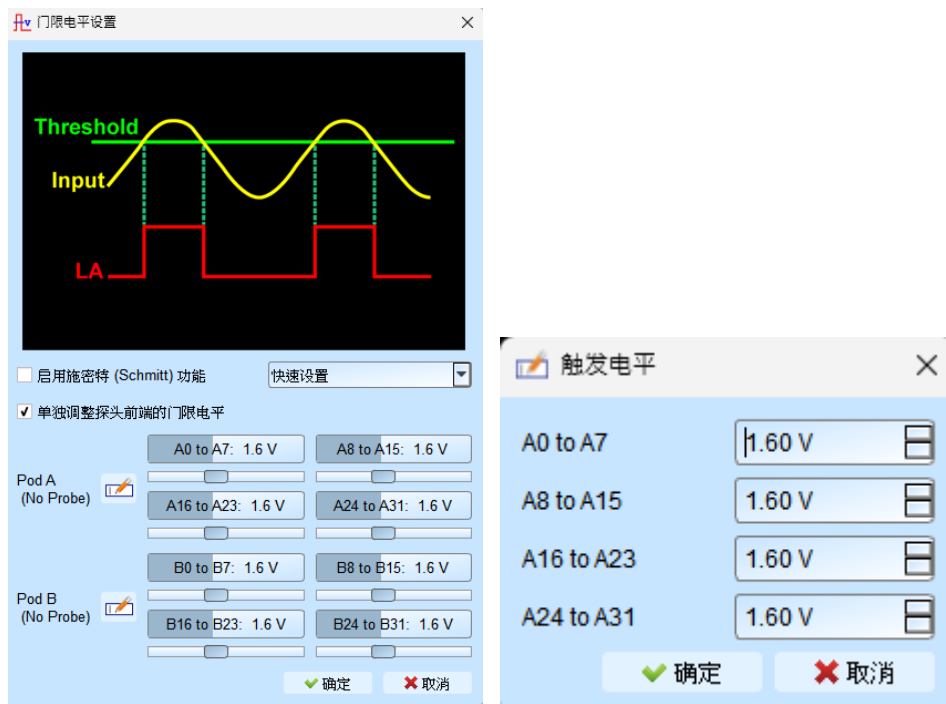 门限电平设置
Threshold
Input
LA
启用施密特 (Schmitt) 功能
快速设置
单独调整探头前端的门限电平
Pod A
(No Probe)
A0 to A7: 1.6 V
A8 to A15: 1.6 V
A16 to A23: 1.6 V
A24 to A31: 1.6 V
Pod B
(No Probe)
B0 to B7: 1.6 V
B8 to B15: 1.6 V
B16 to B23: 1.6 V
B24 to B31: 1.6 V
确定
取消
触发电平
A0 to A7
1.60 V
A8 to A15
1.60 V
A16 to A23
1.60 V
A24 to A31
1.60 V
确定
取消